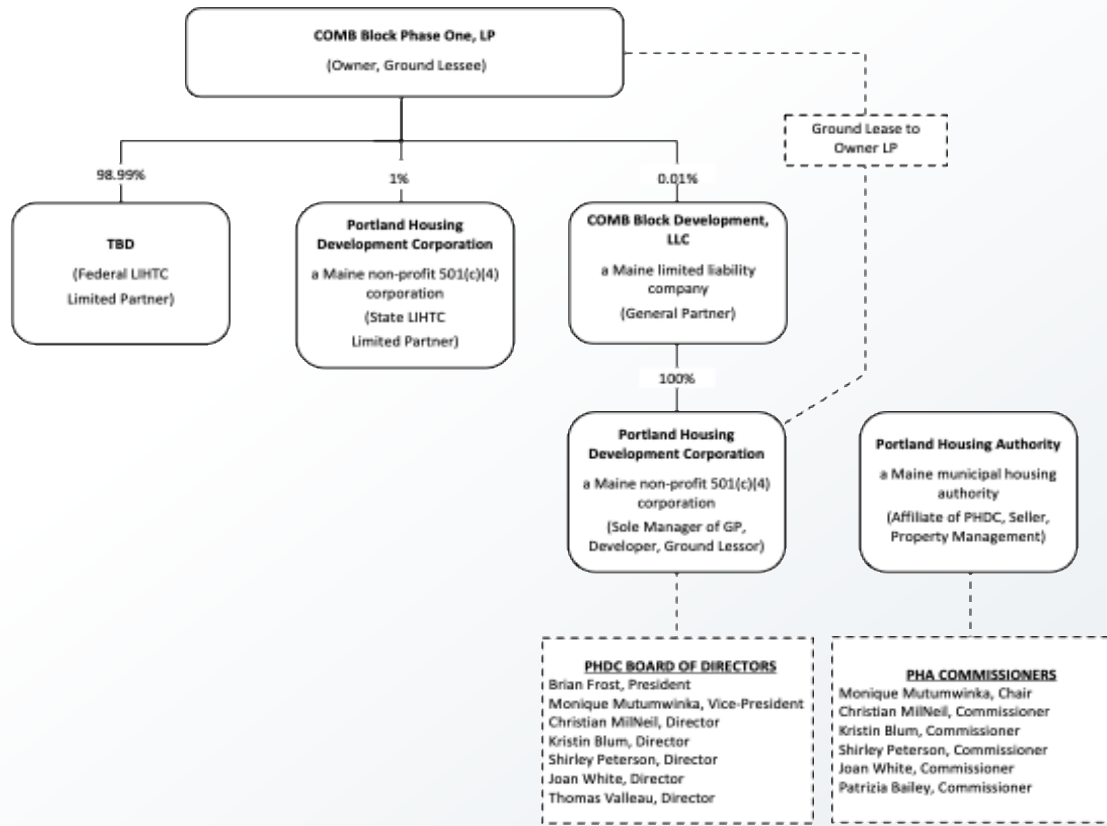 COMB Block Phase One, LP
(Owner, Ground Lessee)
Ground Lease to
Owner LP
98.99%
1%
0.01%
TBD
(Federal LIHTC
Limited Partner)
Portland Housing
Development Corporation
a Maine non-profit 501(c)(4)
corporation
(State LIHTC
Limited Partner)
COMB Block Development,
LLC
a Maine limited liability
company
(General Partner)
100%
Portland Housing
Development Corporation
a Maine non-profit 501(c)(4)
corporation
(Sole Manager of GP,
Developer, Ground Lessor)
Portland Housing Authority
a Maine municipal housing
authority
(Affiliate of PHDC, Seller,
Property Management)
PHDC BOARD OF DIRECTORS
Brian Frost, President
Monique Mutumwinka, Vice-President
Christian MilNeil, Director
Kristin Blum, Director
Shirley Peterson, Director
Joan White, Director
Thomas Valleau, Director
PHA COMMISSIONERS
Monique Mutumwinka, Chair
Christian MilNeil, Commissioner
Kristin Blum, Commissioner
Shirley Peterson, Commissioner
Joan White, Commissioner
Patrizia Bailey, Commissioner